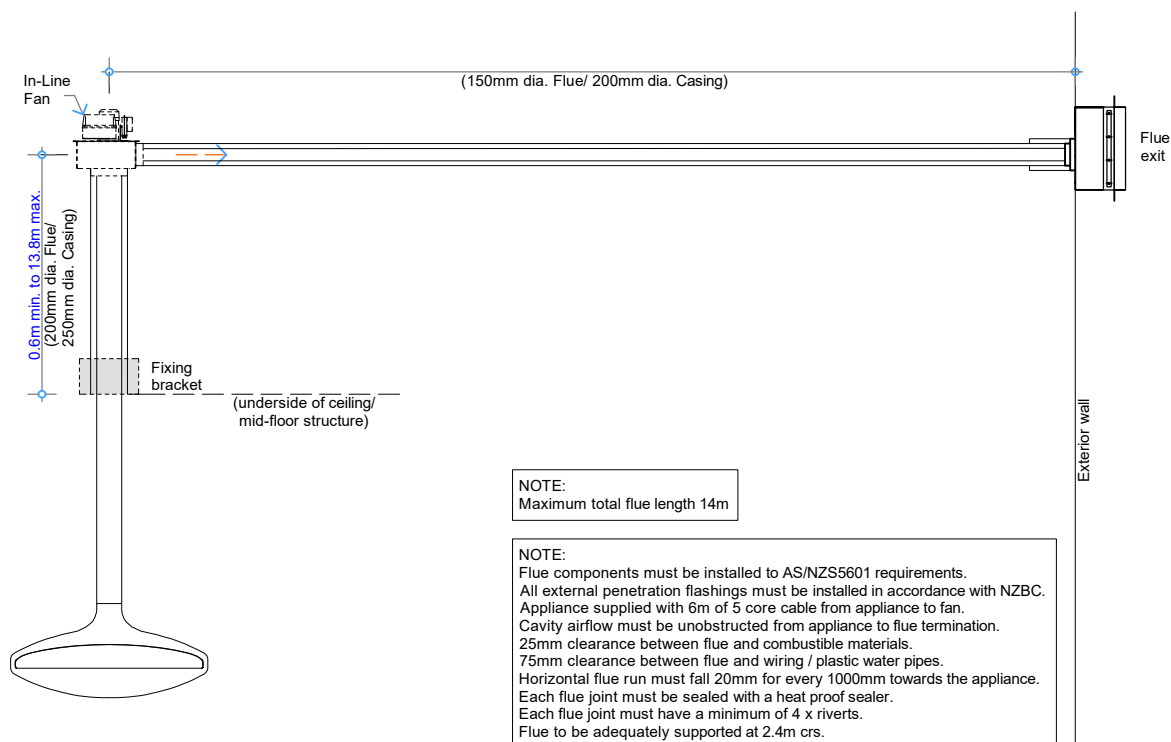 (150mm dia. Flue/ 200mm dia. Casing)
In-Line
Fan
Flue
exit
0.6m min. to 13.8m max.
(200mm dia. Flue/
250mm dia. Casing)
Fixing
bracket
(underside of ceiling/
mid-floor structure)
Exterior wall
NOTE:
Maximum total flue length 14m
NOTE:
Flue components must be installed to AS/NZS5601 requirements.
All external penetration flashings must be installed in accordance with NZBC.
Appliance supplied with 6m of 5 core cable from appliance to fan.
Cavity airflow must be unobstructed from appliance to flue termination.
25mm clearance between flue and combustible materials.
75mm clearance between flue and wiring / plastic water pipes.
Horizontal flue run must fall 20mm for every 1000mm towards the appliance.
Each flue joint must be sealed with a heat proof sealer.
Each flue joint must have a minimum of 4 x riverts.
Flue to be adequately supported at 2.4m crs.